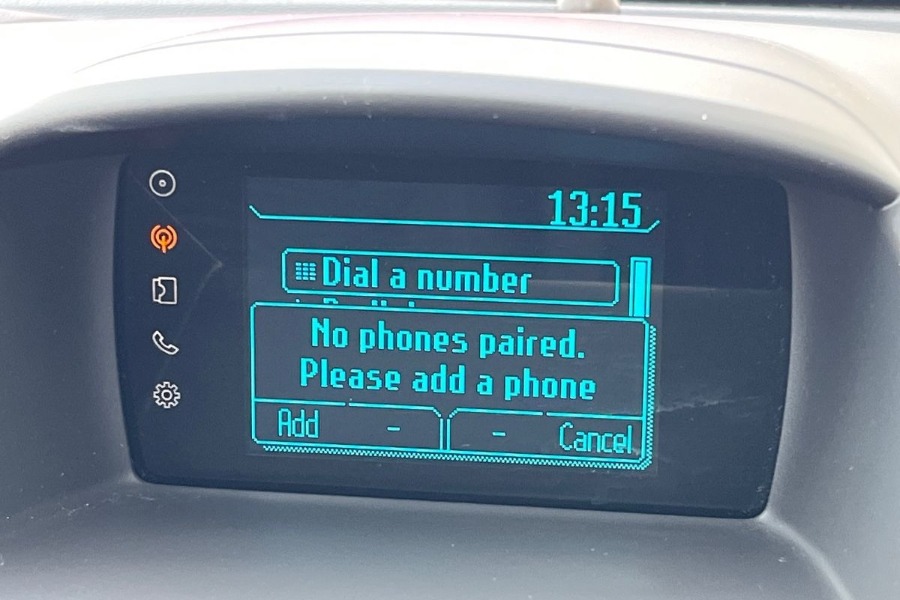 13:15
Dial a number
No phones paired.
Please add a phone
Add - - Cancel